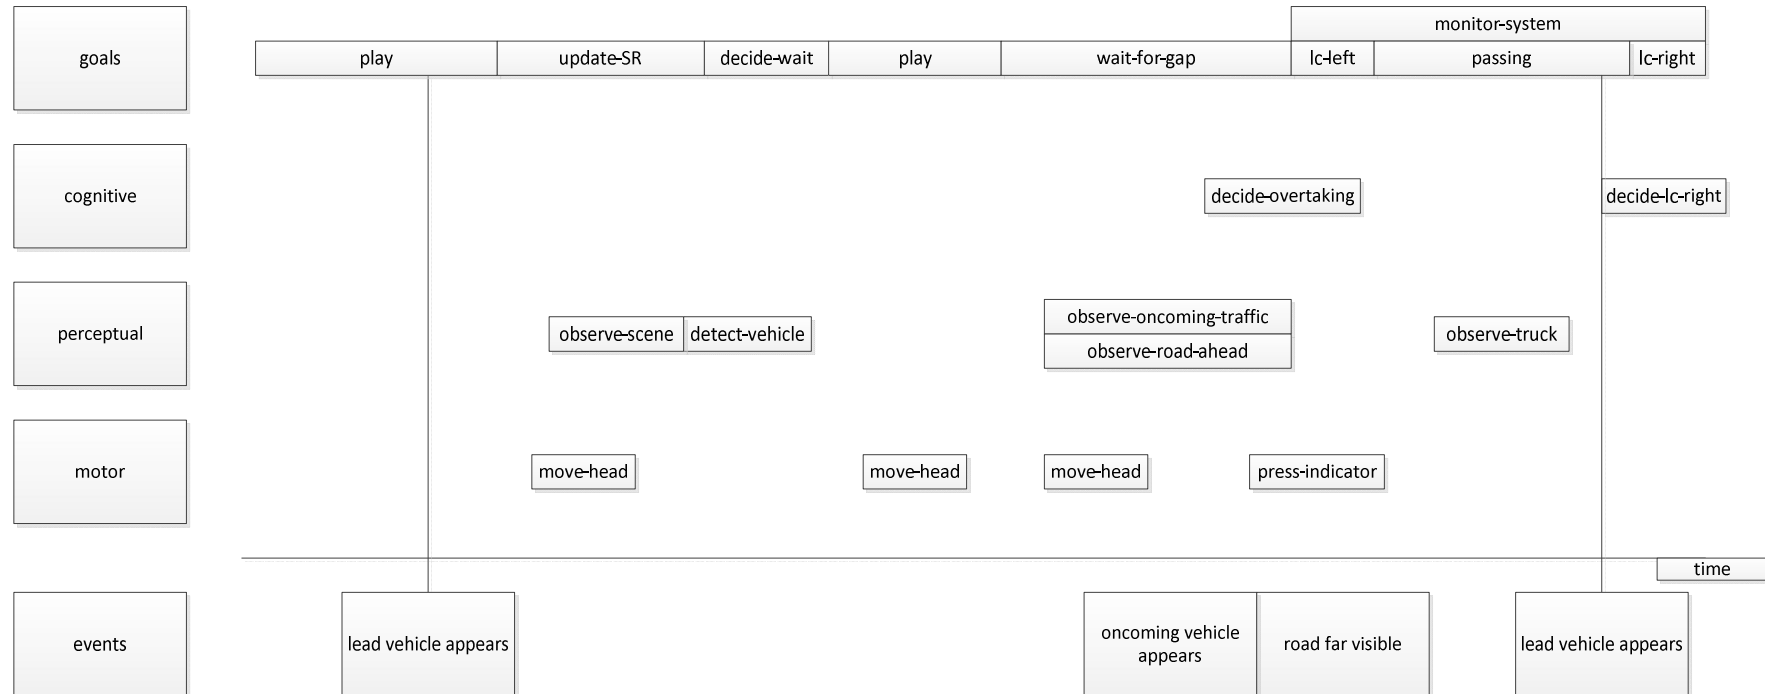 monitor-system
goals
play
update-SR
decide-wait
play
wait-for-gap
lc-left
passing
lc-right
cognitive
decide-overtaking
decide-lc-right
perceptual
observe-scene
detect-vehicle
observe-oncoming-traffic
observe-road-ahead
observe-truck
motor
move-head
move-head
move-head
press-indicator
time
events
lead vehicle appears
oncoming vehicle
appears
road far visible
lead vehicle appears